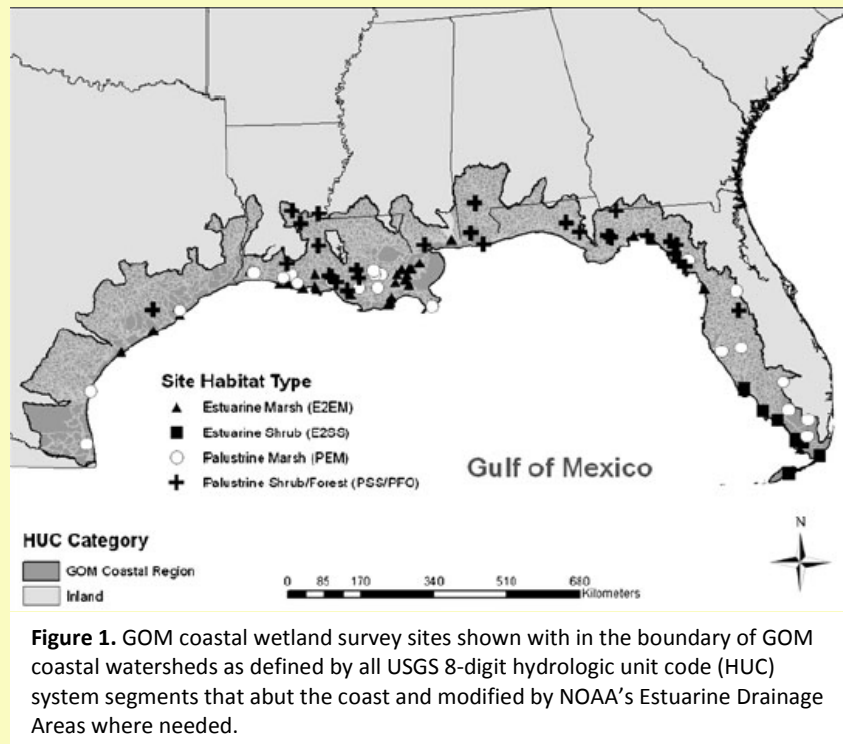 Site Habitat Type
Estuarine Marsh (E2EM)
Estuarine Shrub (E2SS)
Palustrine Marsh (PEM)
Palustrine Shrub/Forest (PSS/PFO)
Gulf of Mexico
HUC Category
GOM Coastal Region
Inland
N
0 85 170 340 510 680
Kilometers
Figure 1. GOM coastal wetland survey sites shown with in the boundary of GOM
coastal watersheds as defined by all USGS 8-digit hydrologic unit code (HUC)
system segments that abut the coast and modified by NOAA’s Estuarine Drainage
Areas where needed.